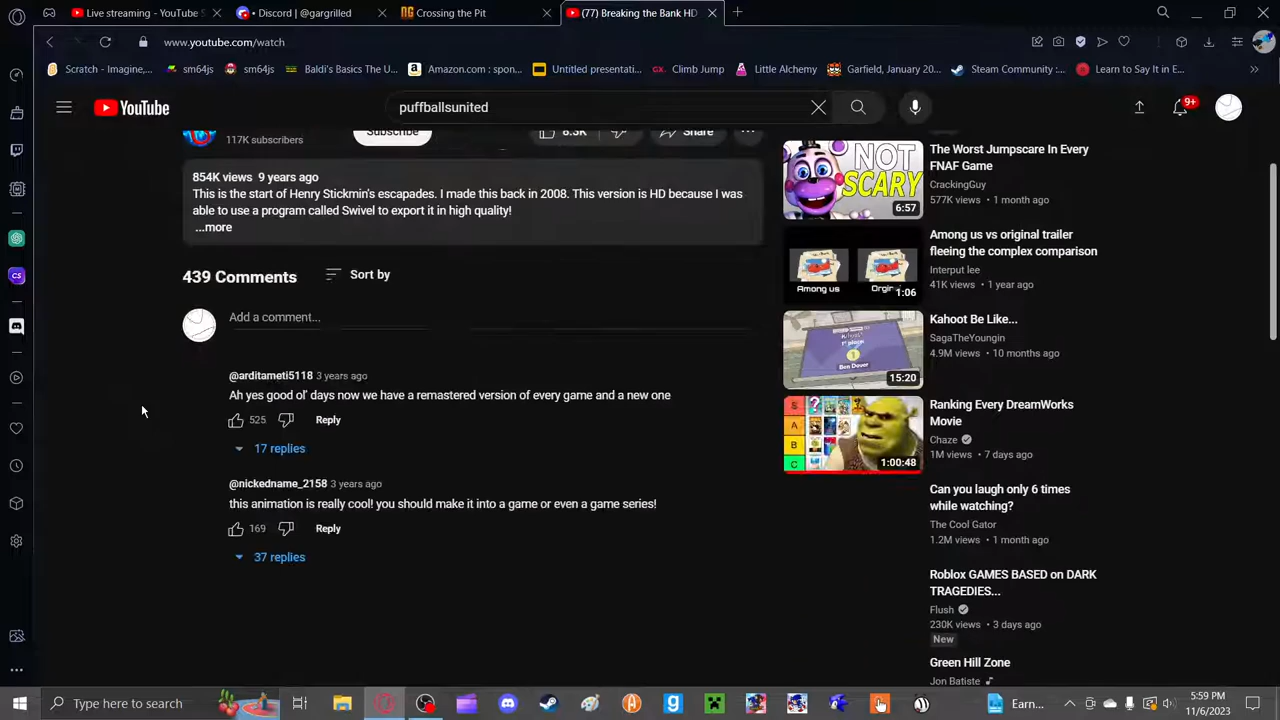 Live streaming - YouTube S
Discord | @gargrilled
Crossing the Pit
(77) Breaking the Bank HD
www.youtube.com/watch
Scratch - Imagine,...
sm64js
sm64js
Baldi's Basics The U...
Amazon.com : spon...
Untitled presentati...
Climb Jump
Little Alchemy
Garfield, January 20...
Steam Community :...
Learn to Say It in E...
YouTube
puffballsunited
9+
117K subscribers
Subscribe
8.3K
Share
854K views 9 years ago
This is the start of Henry Stickmin's escapades. I made this back in 2008. This version is HD because I was
able to use a program called Swivel to export it in high quality!
...more
439 Comments
Sort by
Add a comment...
@arditameti5118 3 years ago
Ah yes good ol' days now we have a remastered version of every game and a new one
525
Reply
17 replies
@nickedname_2158 3 years ago
this animation is really cool! you should make it into a game or even a game series!
169
Reply
37 replies
NOT
SCARY
6:57
The Worst Jumpscare In Every
FNAF Game
CrackingGuy
577K views • 1 month ago
Among us
1:06
Among us vs original trailer
fleeing the complex comparison
Interput lee
41K views • 1 year ago
1st place
Ben Dover
15:20
Kahoot Be Like...
SagaTheYoungin
4.9M views • 10 months ago
S
A
B
C
1:00:48
Ranking Every DreamWorks
Movie
Chaze
1M views • 7 days ago
Can you laugh only 6 times
while watching?
The Cool Gator
1.2M views • 1 month ago
Roblox GAMES BASED on DARK
TRAGEDIES...
Flush
230K views • 3 days ago
New
Green Hill Zone
Jon Batiste
Type here to search
Earn...
5:59 PM
11/6/2023